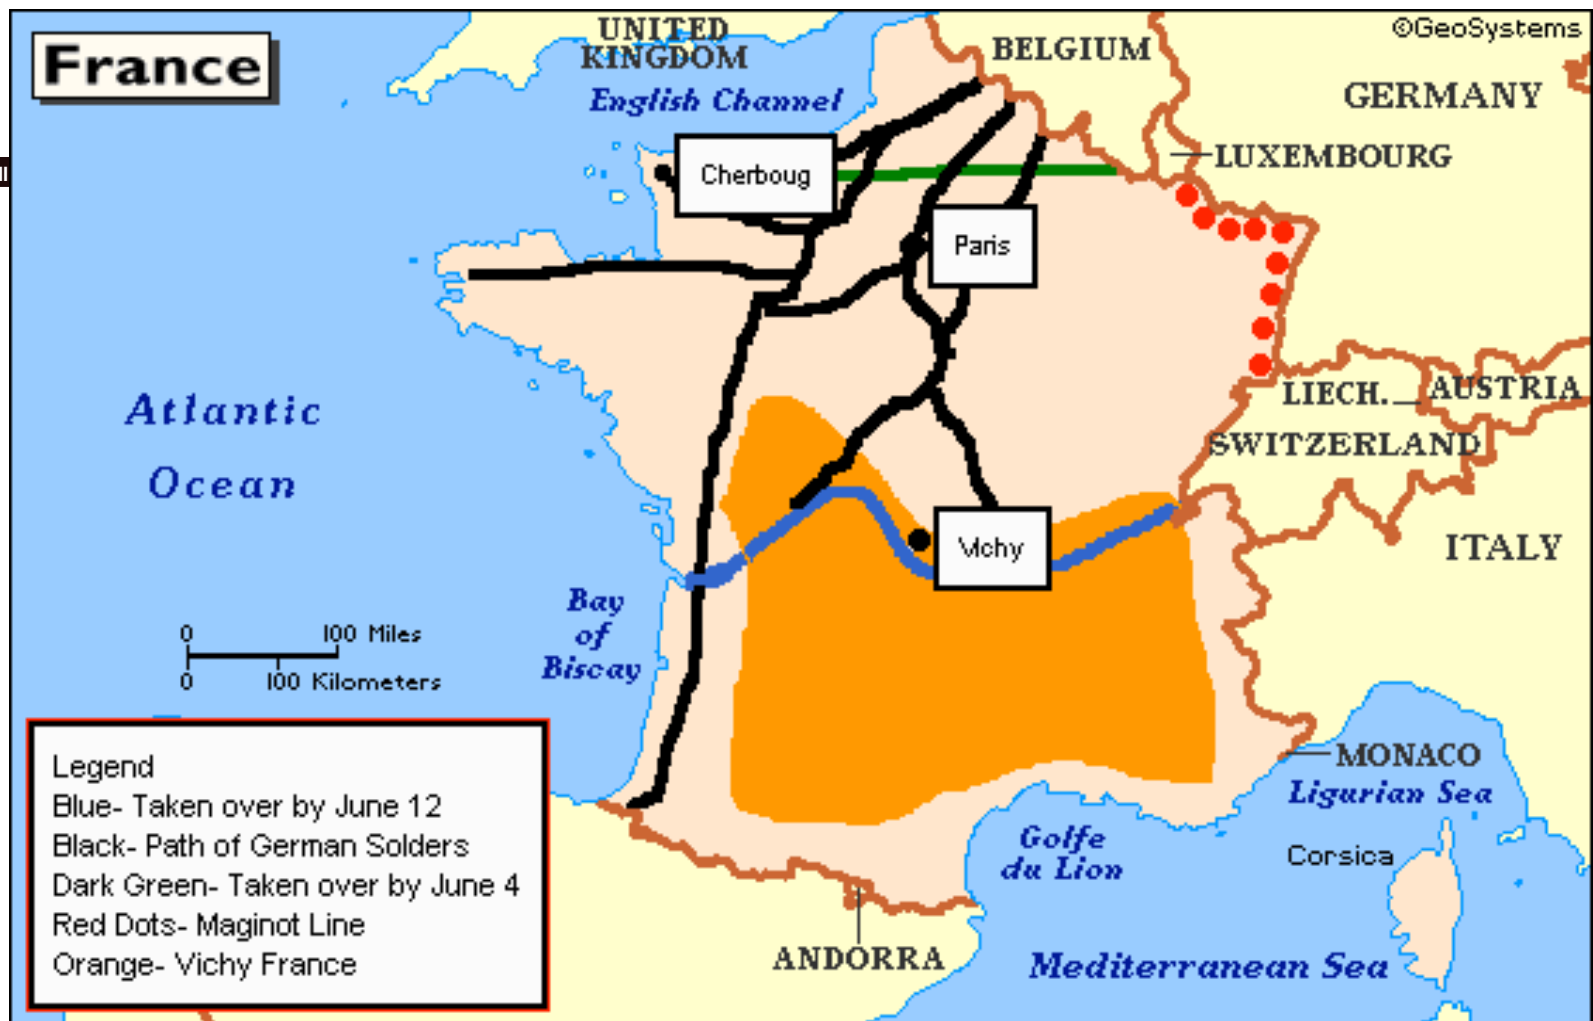 France
UNITED
KINGDOM
English Channel
BELGIUM
©GeoSystems
GERMANY
LUXEMBOURG
Cherboug
Paris
Atlantic
Ocean
LIECH.
AUSTRIA
SWITZERLAND
ITALY
Vichy
Bay
of
Biscay
0 100 Miles
0 100 Kilometers
MONACO
Ligurian Sea
Golfe
du Lion
Corsica
ANDORRA
Mediterranean Sea
Legend
Blue- Taken over by June 12
Black- Path of German Solders
Dark Green- Taken over by June 4
Red Dots- Maginot Line
Orange- Vichy France